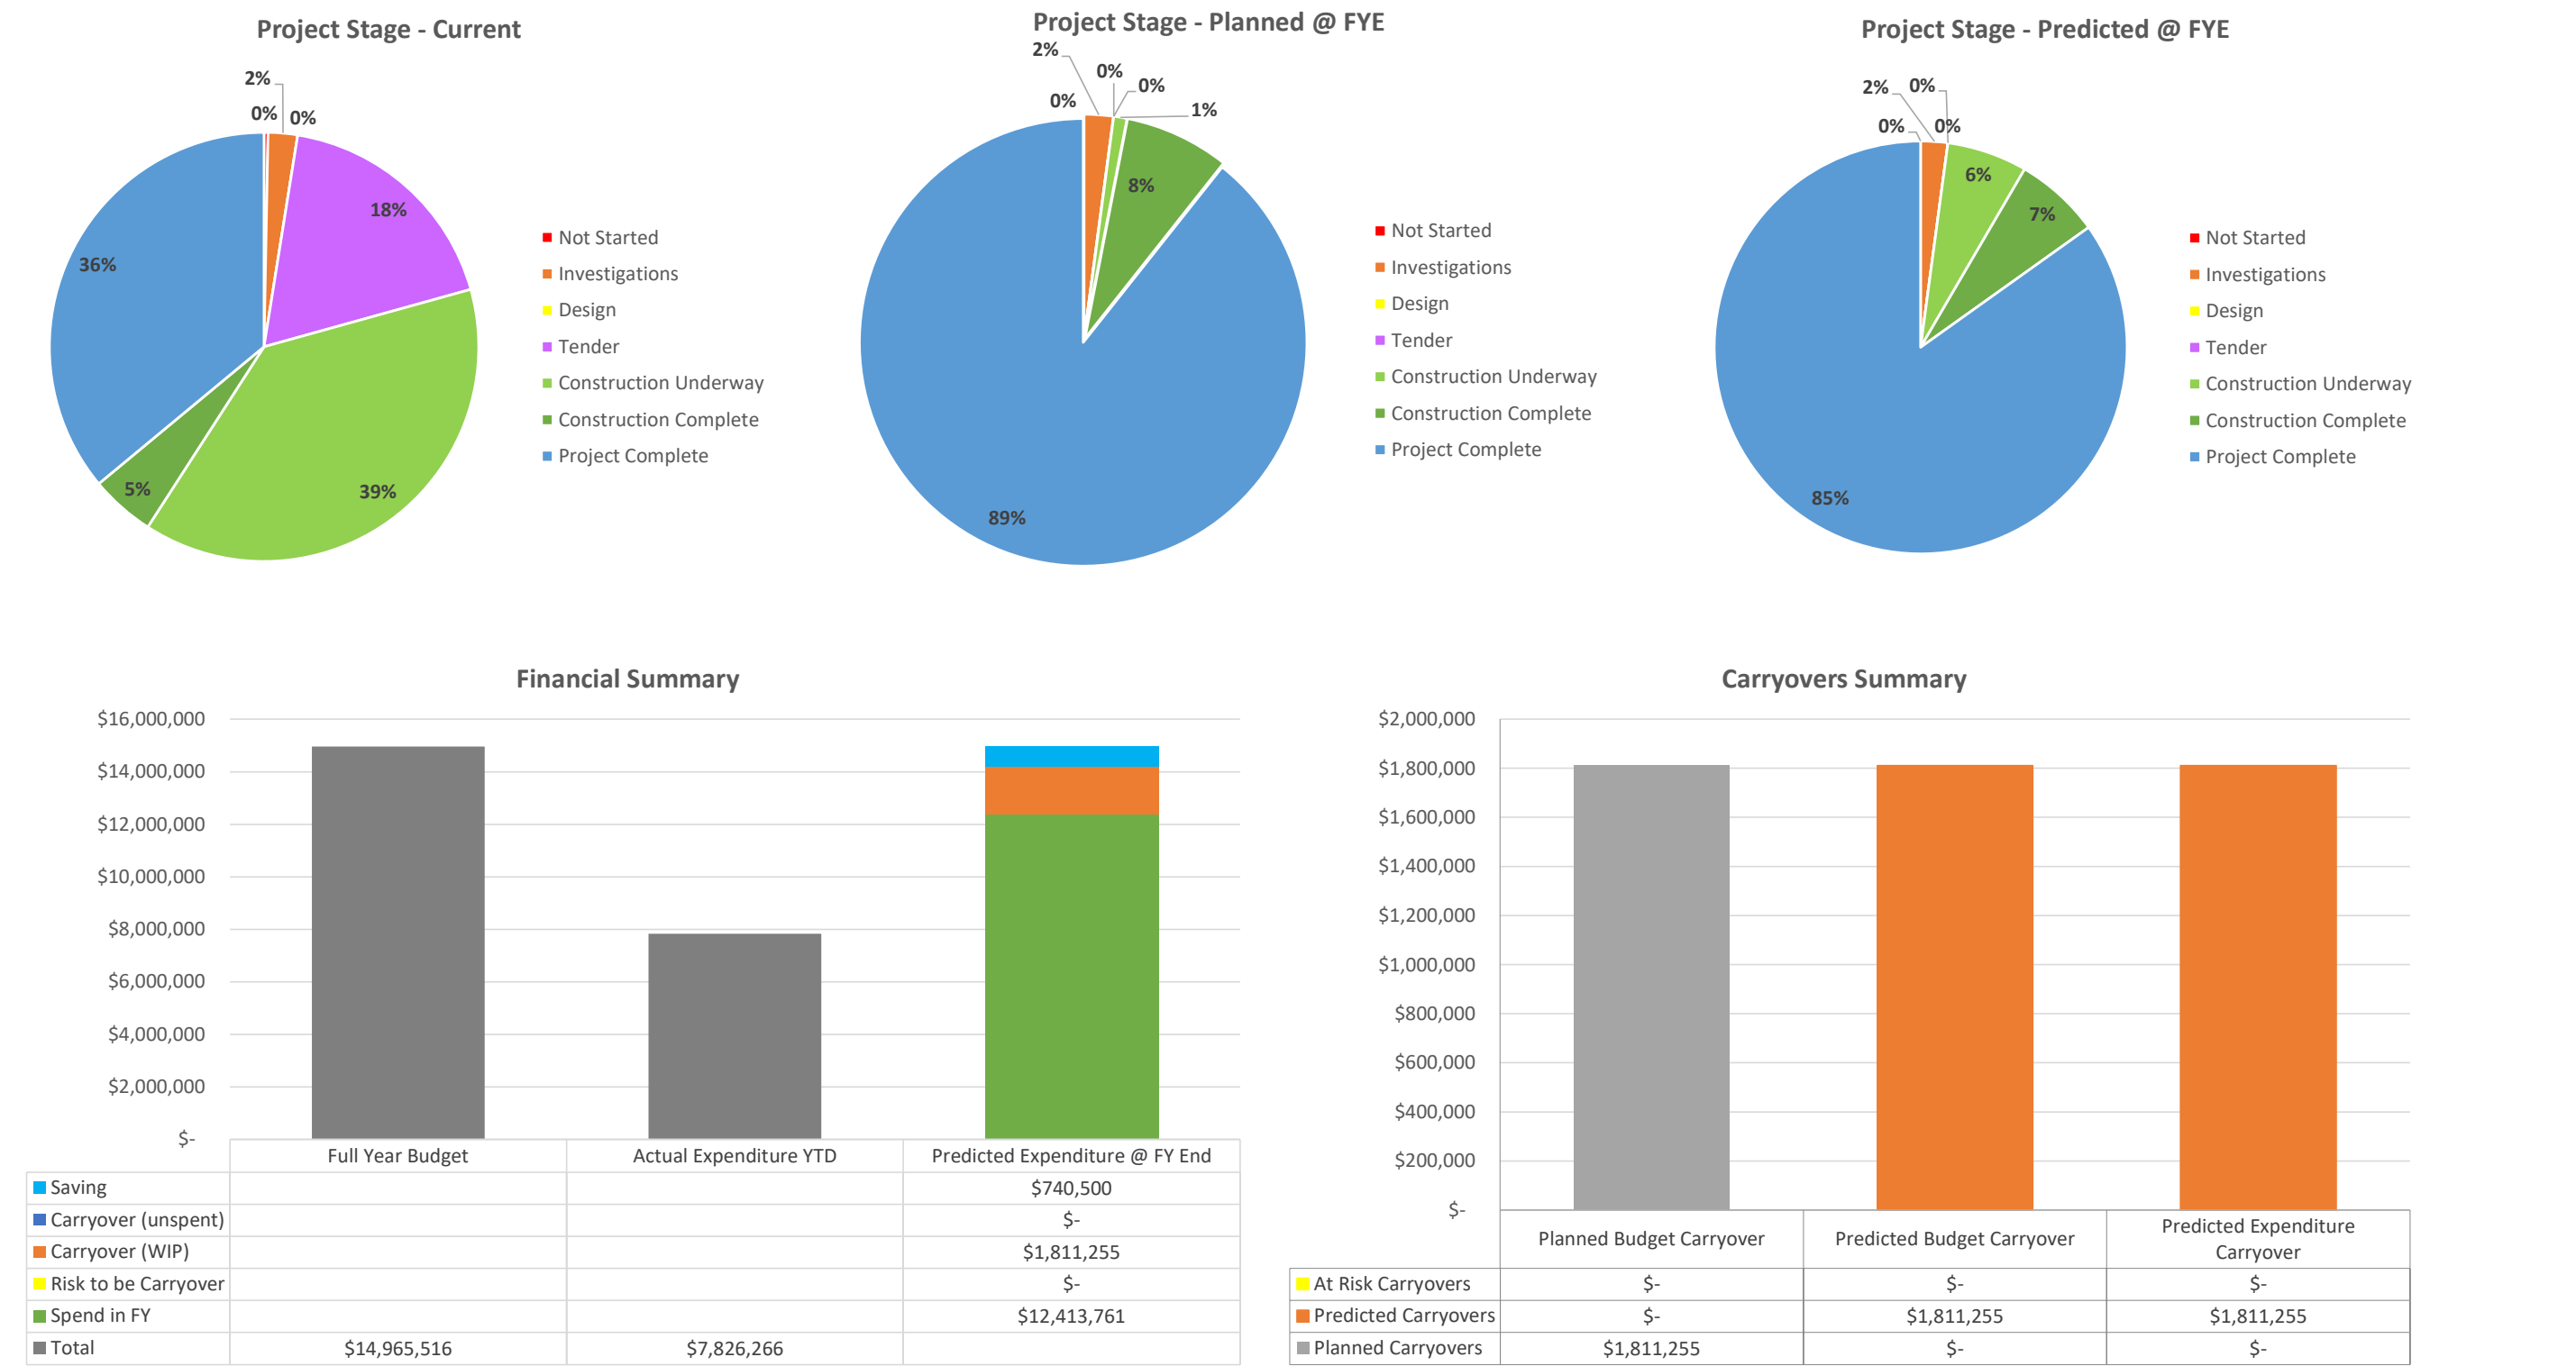 Project Stage - Current
2%
0%
0%
18%
36%
5%
39%
Not Started
Investigations
Design
Tender
Construction Underway
Construction Complete
Project Complete
Project Stage - Planned @ FYE
2%
0%
0%
0%
1%
8%
89%
Not Started
Investigations
Design
Tender
Construction Underway
Construction Complete
Project Complete
Project Stage - Predicted @ FYE
2%
0%
0%
0%
6%
7%
85%
Not Started
Investigations
Design
Tender
Construction Underway
Construction Complete
Project Complete
Financial Summary
$16,000,000
$14,000,000
$12,000,000
$10,000,000
$8,000,000
$6,000,000
$4,000,000
$2,000,000
$-
Full Year Budget Actual Expenditure YTD Predicted Expenditure @ FY End
Saving $740,500
Carryover (unspent) $-
Carryover (WIP) $1,811,255
Risk to be Carryover $-
Spend in FY $12,413,761
Total $14,965,516 $7,826,266
Carryovers Summary
$2,000,000
$1,800,000
$1,600,000
$1,400,000
$1,200,000
$1,000,000
$800,000
$600,000
$400,000
$200,000
$-
Planned Budget Carryover Predicted Budget Carryover Predicted Expenditure
Carryover
At Risk Carryovers $- $- $-
Predicted Carryovers $- $1,811,255 $1,811,255
Planned Carryovers $1,811,255 $- $-